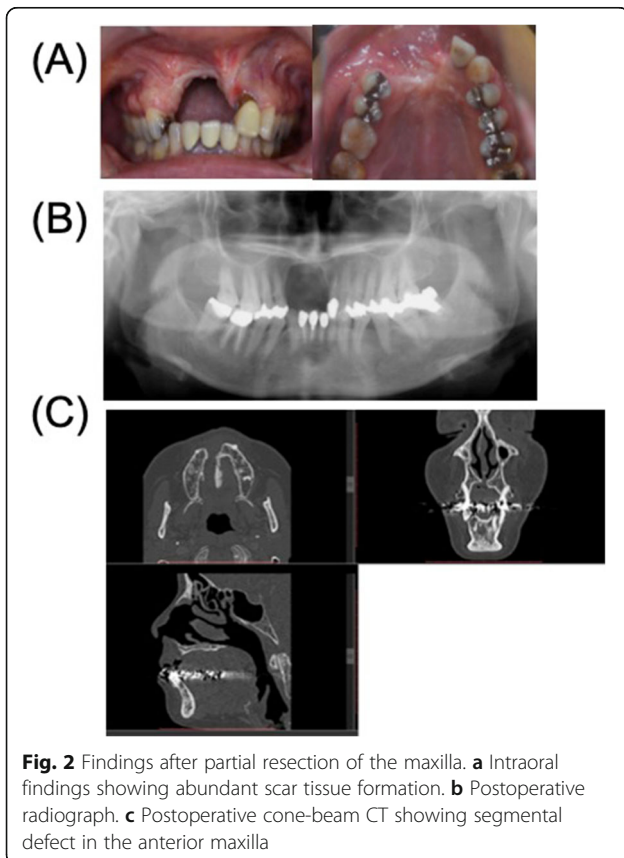 (A)
(B)
(C)
Fig. 2 Findings after partial resection of the maxilla. a Intraoral
findings showing abundant scar tissue formation. b Postoperative
radiograph. c Postoperative cone-beam CT showing segmental
defect in the anterior maxilla